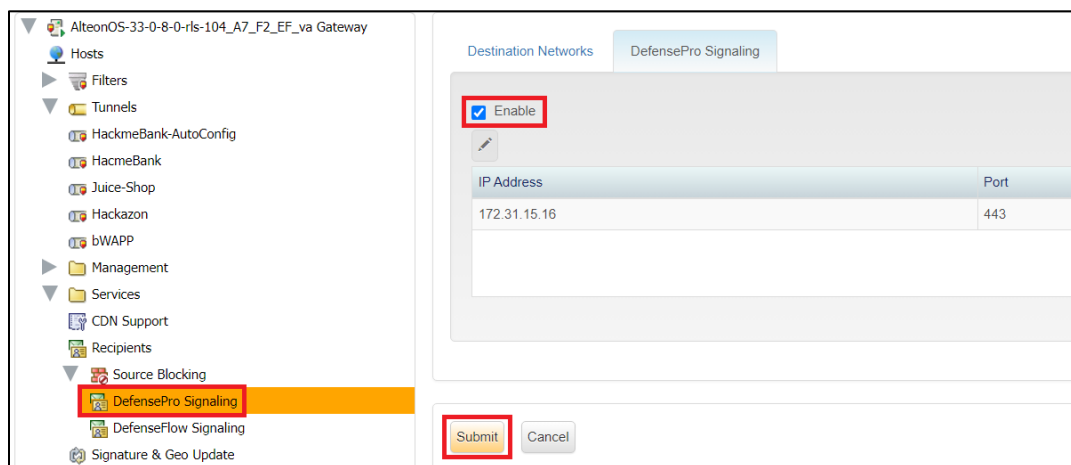 AlteonOS-33-0-8-0-rls-104_A7_F2_EF_va Gateway
Hosts
Filters
Tunnels
HackmeBank-AutoConfig
HacmeBank
Juice-Shop
Hackazon
bWAPP
Management
Services
CDN Support
Recipients
Source Blocking
DefensePro Signaling
DefenseFlow Signaling
Signature & Geo Update
Destination Networks DefensePro Signaling
Enable
IP Address Port
172.31.15.16 443
Submit Cancel